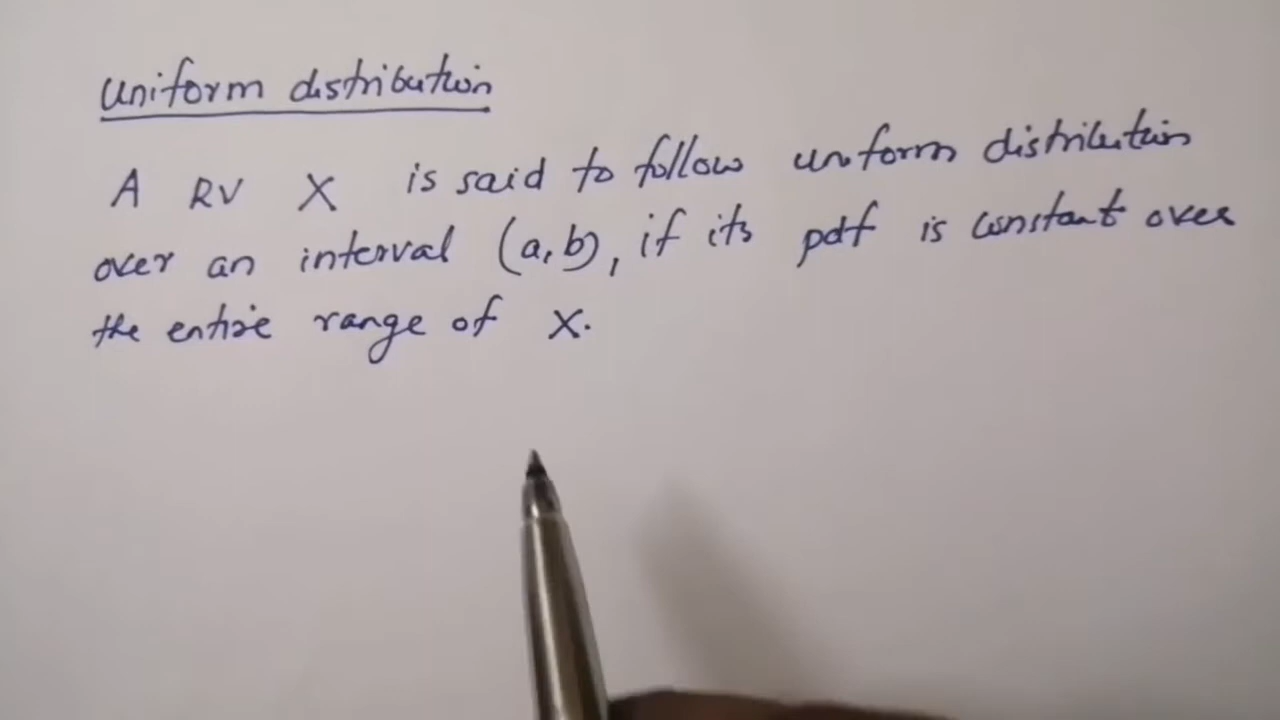 Uniform distribution
A RV X is said to follow uniform distribution
over an interval (a,b), if its pdf is constant over
the entire range of X.